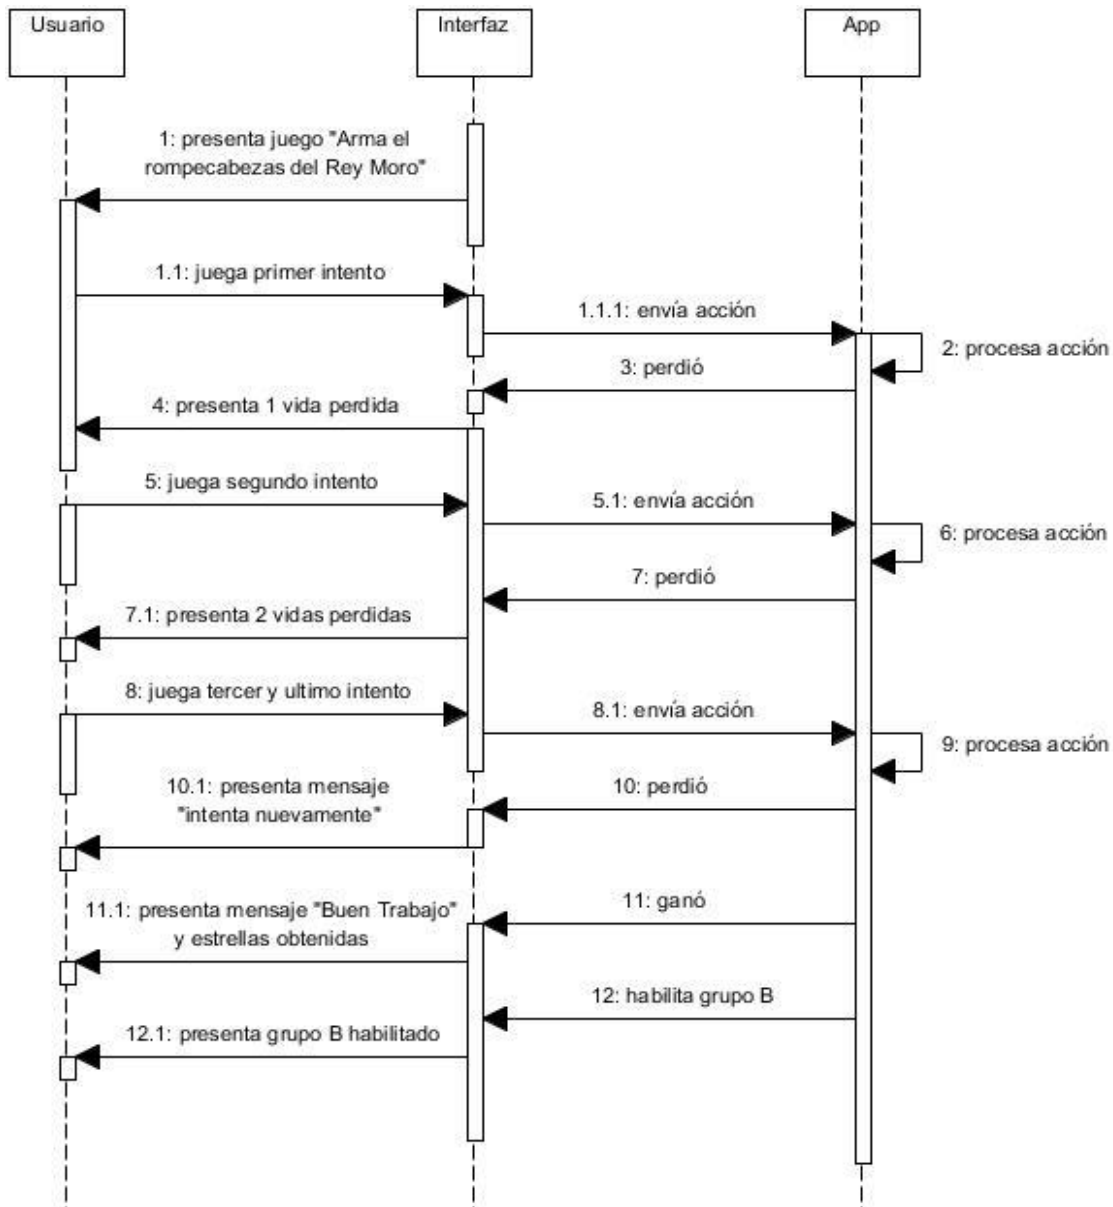 Usuario
Interfaz
App
1: presenta juego "Arma el
rompecabezas del Rey Moro"
1.1: juega primer intento
1.1.1: envía acción
2: procesa acción
3: perdió
4: presenta 1 vida perdida
5: juega segundo intento
5.1: envía acción
6: procesa acción
7: perdió
7.1: presenta 2 vidas perdidas
8: juega tercer y ultimo intento
8.1: envía acción
9: procesa acción
10: perdió
10.1: presenta mensaje
"intenta nuevamente"
11: ganó
11.1: presenta mensaje "Buen Trabajo"
y estrellas obtenidas
12: habilita grupo B
12.1: presenta grupo B habilitado